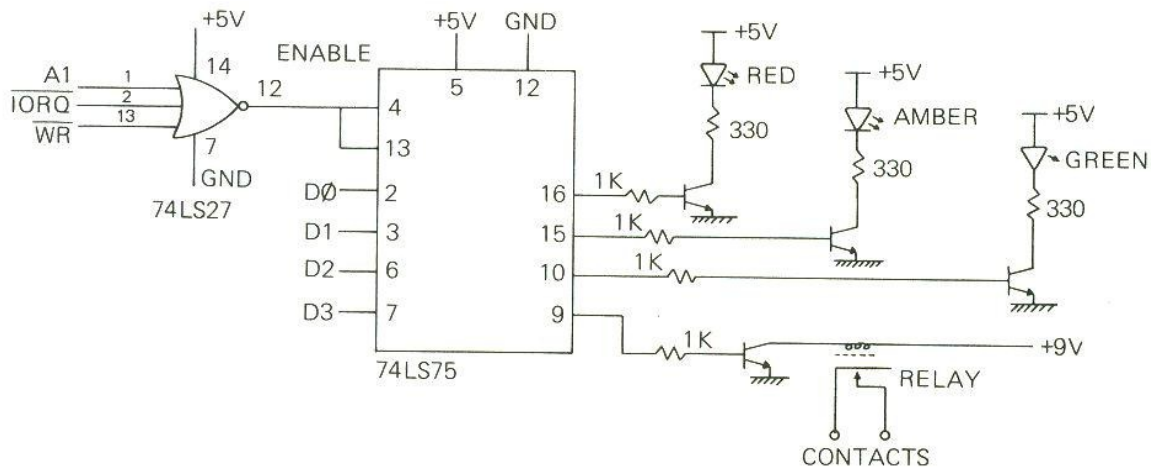 +5V
+5V
GND
+5V
ENABLE
14
A1
1
12
4
5
12
RED
+5V
IORQ
2
AMBER
+5V
WR
13
13
330
330
GREEN
7
GND
DØ
2
16
1K
330
74LS27
D1
3
15
1K
D2
6
10
1K
D3
7
9
1K
+9V
74LS75
RELAY
CONTACTS